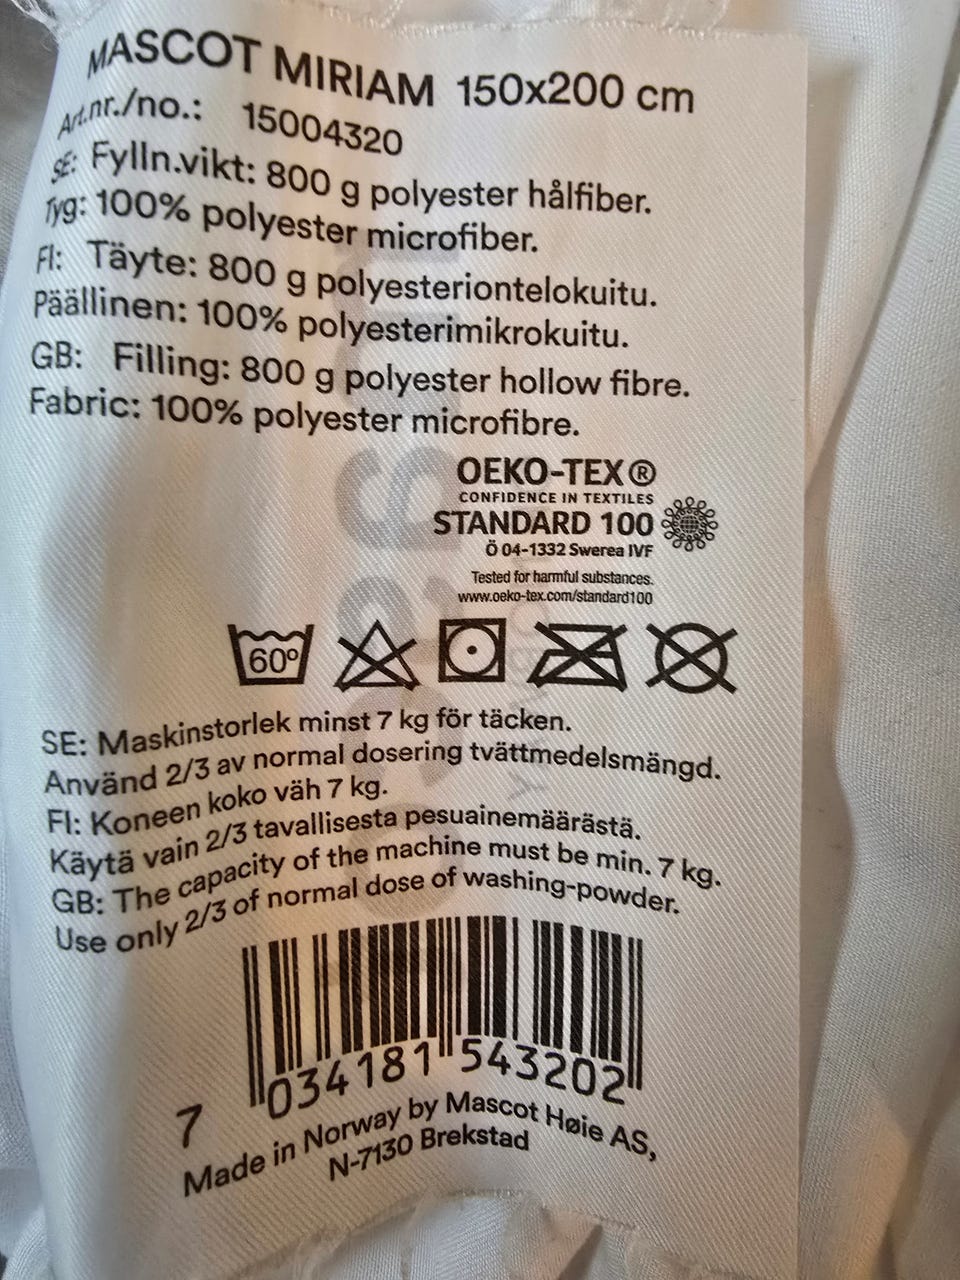 MASCOT MIRIAM 150x200 cm
Art.nr./no.: 15004320
SE: Fylln.vikt: 800 g polyester hålfiber.
Tyg: 100% polyester microfiber.
FI: Täyte: 800 g polyesteriontelokuitu.
Päällinen: 100% polyesterimikrokuitu.
GB: Filling: 800 g polyester hollow fibre.
Fabric: 100% polyester microfibre.
OEKO-TEX®
CONFIDENCE IN TEXTILES
STANDARD 100
Ö 04-1332 Swerea IVF
Tested for harmful substances.
www.oeko-tex.com/standard100
60º
SE: Maskinstorlek minst 7 kg för täcken.
Använd 2/3 av normal dosering tvättmedelsmängd.
FI: Koneen koko väh 7 kg.
Käytä vain 2/3 tavallisesta pesuainemäärästä.
GB: The capacity of the machine must be min. 7 kg.
Use only 2/3 of normal dose of washing-powder.
7 034181 543202
Made in Norway by Mascot Høie AS,
N-7130 Brekstad